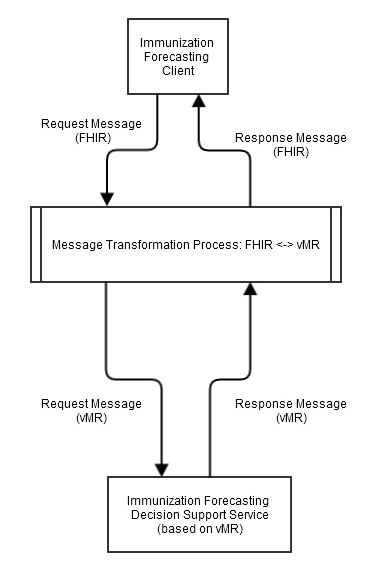 Immunization
Forecasting
Client
Request Message
(FHIR)
Response Message
(FHIR)
Message Transformation Process: FHIR <-> vMR
Request Message
(vMR)
Response Message
(vMR)
Immunization Forecasting
Decision Support Service
(based on vMR)